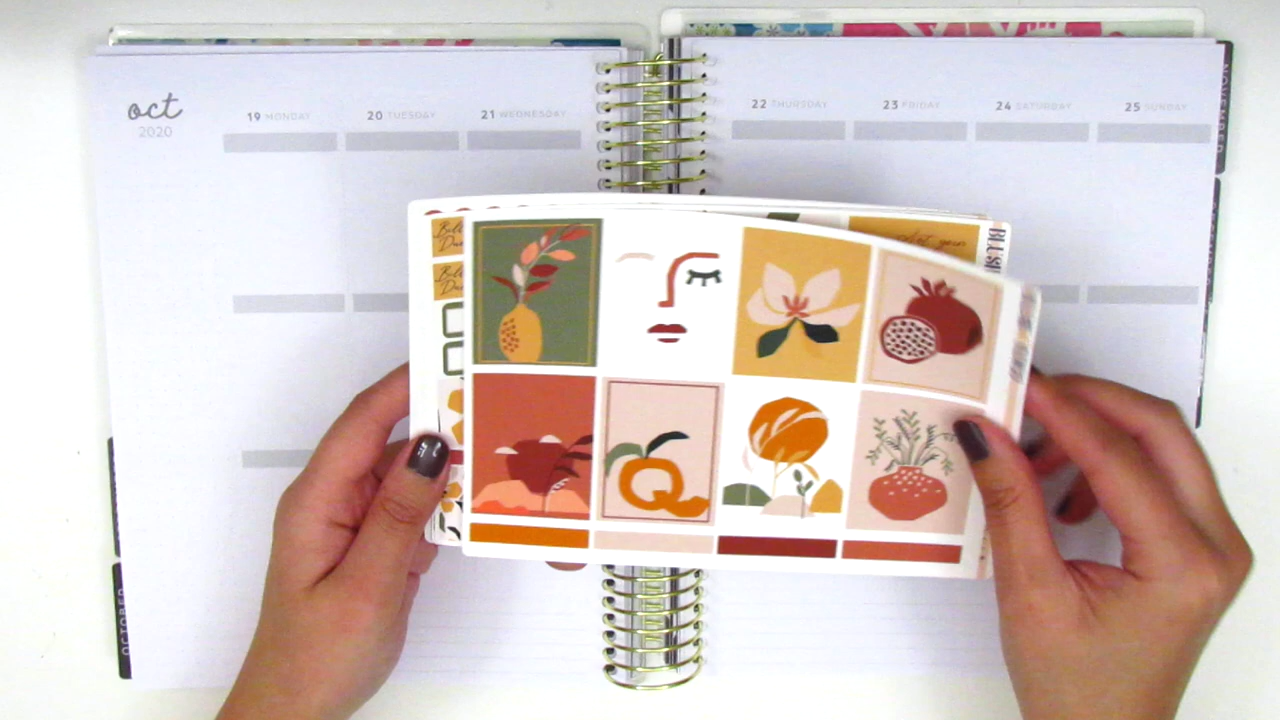 oct
2020
19 MONDAY
20 TUESDAY
21 WEDNESDAY
22 THURSDAY
23 FRIDAY
24 SATURDAY
25 SUNDAY
NOVEMBER
OCTOBER